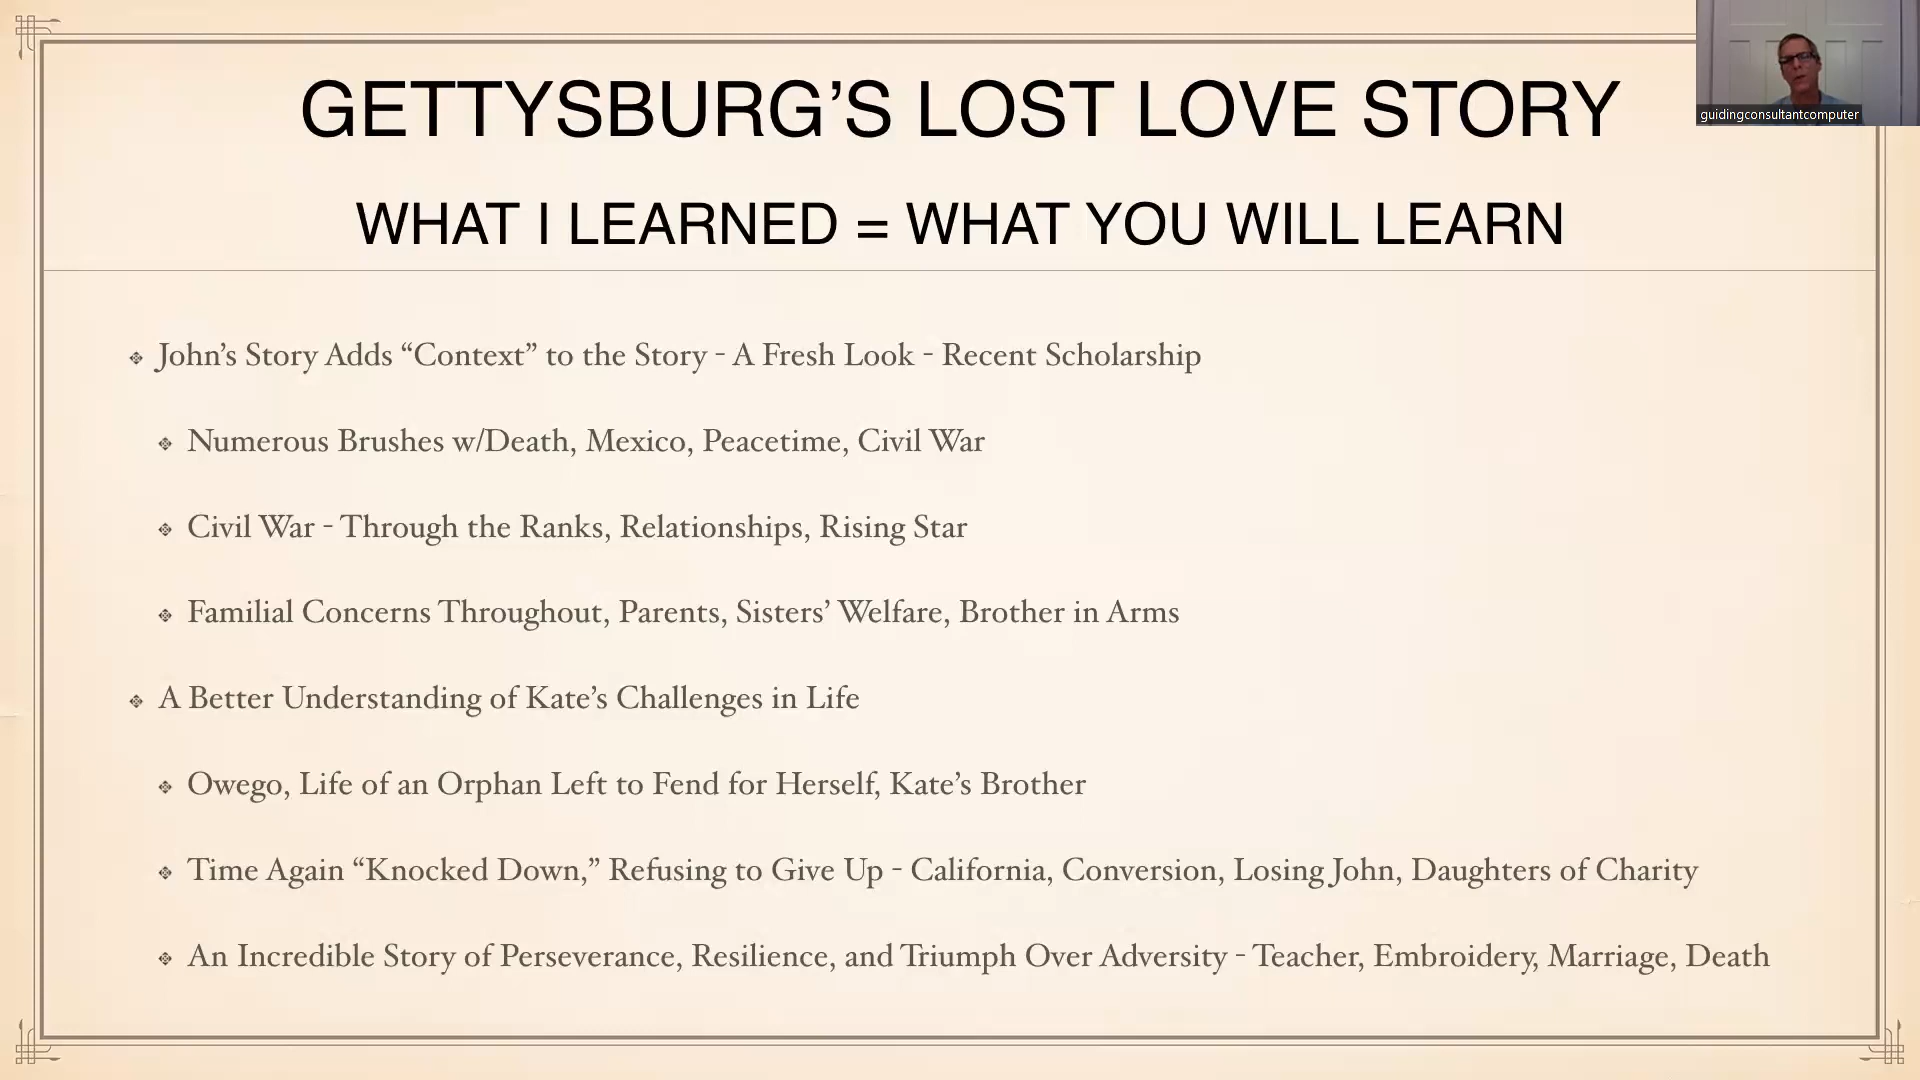 GETTYSBURG’S LOST LOVE STORY
guidingconsultantcomputer
WHAT I LEARNED = WHAT YOU WILL LEARN
John’s Story Adds “Context” to the Story - A Fresh Look - Recent Scholarship
Numerous Brushes w/Death, Mexico, Peacetime, Civil War
Civil War - Through the Ranks, Relationships, Rising Star
Familial Concerns Throughout, Parents, Sisters’ Welfare, Brother in Arms
A Better Understanding of Kate’s Challenges in Life
Owego, Life of an Orphan Left to Fend for Herself, Kate’s Brother
Time Again “Knocked Down,” Refusing to Give Up - California, Conversion, Losing John, Daughters of Charity
An Incredible Story of Perseverance, Resilience, and Triumph Over Adversity - Teacher, Embroidery, Marriage, Death